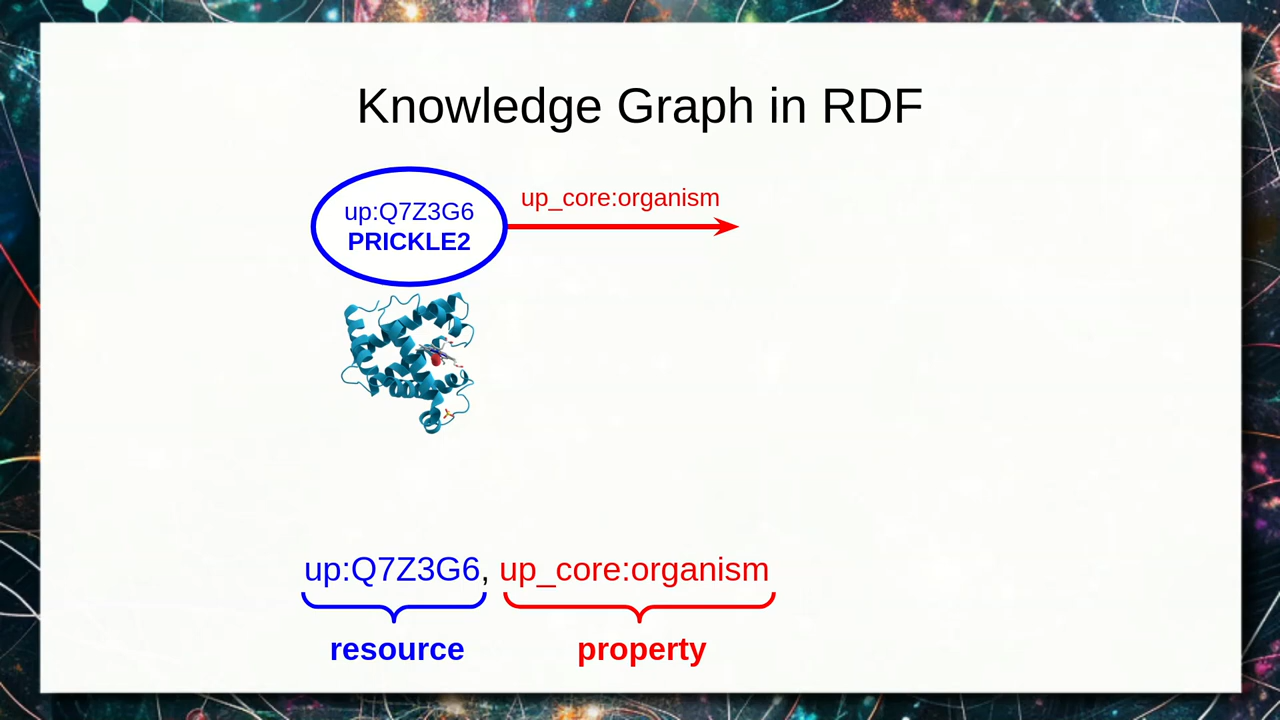 Knowledge Graph in RDF
up:Q7Z3G6
PRICKLE2
up_core:organism
up:Q7Z3G6, up_core:organism
resource
property